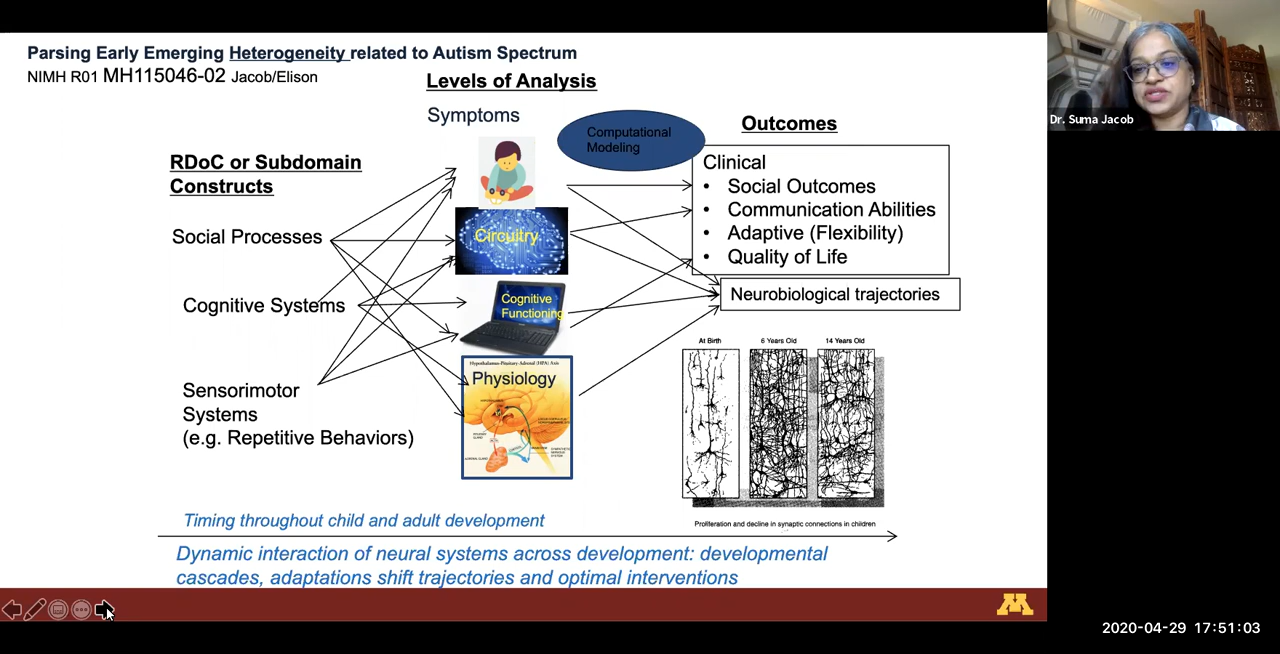 Parsing Early Emerging Heterogeneity related to Autism Spectrum
NIMH R01 MH115046-02 Jacob/Elison
Levels of Analysis
Symptoms
Computational
Modeling
Outcomes
RDoC or Subdomain
Constructs
Clinical
• Social Outcomes
• Communication Abilities
• Adaptive (Flexibility)
• Quality of Life
Social Processes
Circuitry
Cognitive Systems
Cognitive
Functioning
Neurobiological trajectories
At Birth
6 Years Old
14 Years Old
Hypothalamus-Pituitary-Adrenal (HPA) Axis
Physiology
Sensorimotor
Systems
(e.g. Repetitive Behaviors)
Timing throughout child and adult development
Proliferation and decline in synaptic connections in children
Dynamic interaction of neural systems across development: developmental
cascades, adaptations shift trajectories and optimal interventions
M
Dr. Suma Jacob
2020-04-29 17:51:03